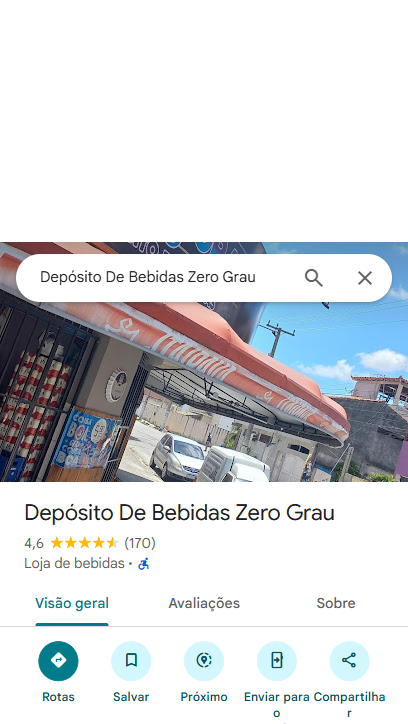 Depósito De Bebidas Zero Grau
Depósito De Bebidas Zero Grau
4,6 (170)
Loja de bebidas •
Visão geral Avaliações Sobre
Rotas Salvar Próximo Enviar para o Compartilhar